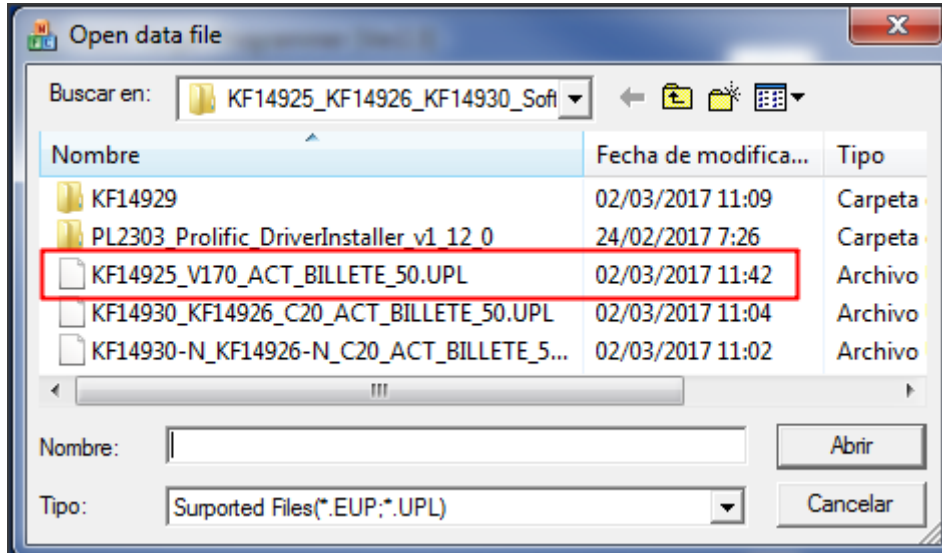 Open data file
Buscar en: KF14925_KF14926_KF14930_Soft
Nombre Fecha de modifica... Tipo
KF14929 02/03/2017 11:09 Carpeta
PL2303_Prolific_DriverInstaller_v1_12_0 24/02/2017 7:26 Carpeta
KF14925_V170_ACT_BILLETE_50.UPL 02/03/2017 11:42 Archivo
KF14930_KF14926_C20_ACT_BILLETE_50.UPL 02/03/2017 11:04 Archivo
KF14930-N_KF14926-N_C20_ACT_BILLETE_5... 02/03/2017 11:02 Archivo
Nombre: Abrir
Tipo: Surported Files(*.EUP;*.UPL) Cancelar